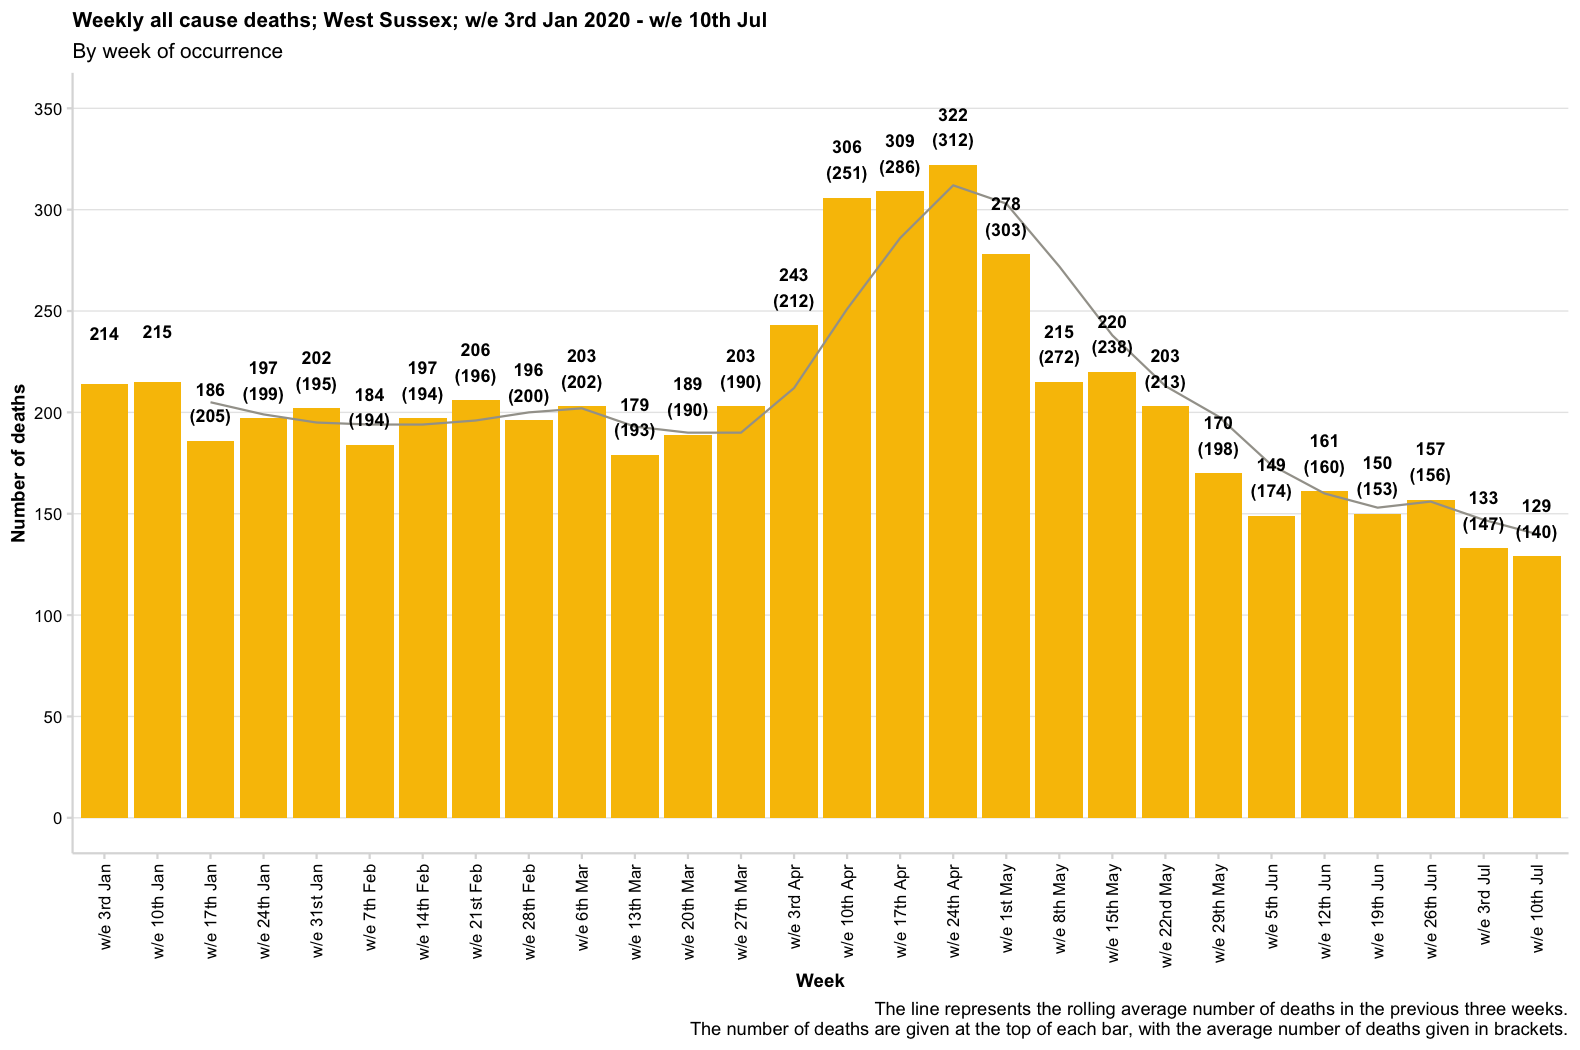 Weekly all cause deaths; West Sussex; w/e 3rd Jan 2020 - w/e 10th Jul
By week of occurrence
Number of deaths
350
300
250
200
150
100
50
0
214
215
186
(205)
197
(199)
202
(195)
184
(194)
197
(194)
206
(196)
196
(200)
203
(202)
179
(193)
189
(190)
203
(190)
243
(212)
306
(251)
309
(286)
322
(312)
278
(303)
215
(272)
220
(238)
203
(213)
170
(198)
149
(174)
161
(160)
150
(153)
157
(156)
133
(147)
129
(140)
w/e 3rd Jan
w/e 10th Jan
w/e 17th Jan
w/e 24th Jan
w/e 31st Jan
w/e 7th Feb
w/e 14th Feb
w/e 21st Feb
w/e 28th Feb
w/e 6th Mar
w/e 13th Mar
w/e 20th Mar
w/e 27th Mar
w/e 3rd Apr
w/e 10th Apr
w/e 17th Apr
w/e 24th Apr
w/e 1st May
w/e 8th May
w/e 15th May
w/e 22nd May
w/e 29th May
w/e 5th Jun
w/e 12th Jun
w/e 19th Jun
w/e 26th Jun
w/e 3rd Jul
w/e 10th Jul
Week
The line represents the rolling average number of deaths in the previous three weeks.
The number of deaths are given at the top of each bar, with the average number of deaths given in brackets.